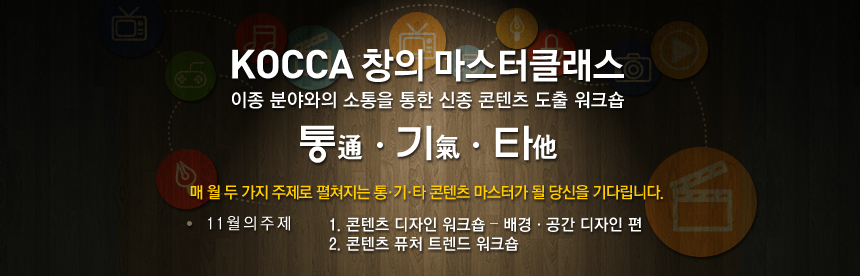 KOCCA 창의 마스터클래스
이종 분야와의 소통을 통한 신종 콘텐츠 도출 워크숍
통通 · 기氣 · 타他
매 월 두 가지 주제로 펼쳐지는 통·기·타 콘텐츠 마스터가 될 당신을 기다립니다.
• 11월의주제 1. 콘텐츠 디자인 워크숍 - 배경 · 공간 디자인 편
2. 콘텐츠 퓨처 트렌드 워크숍